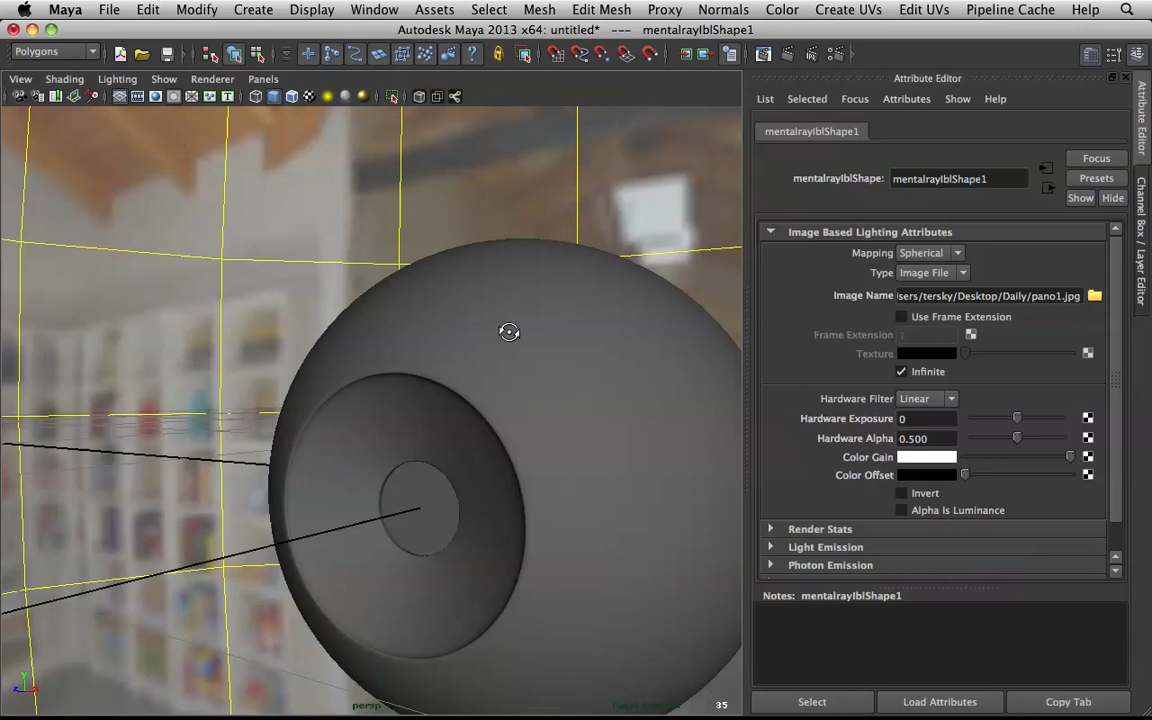 Maya File Edit Modify Create Display Window Assets Select Mesh Edit Mesh Proxy Normals Color Create UVs Edit UVs Pipeline Cache Help
Autodesk Maya 2013 x64: untitled* --- mentalrayIblShape1
Polygons
View Shading Lighting Show Renderer Panels
Attribute Editor
List Selected Focus Attributes Show Help
mentalrayIblShape1
mentalrayIblShape: mentalrayIblShape1
Focus
Presets
Show Hide
Image Based Lighting Attributes
Mapping Spherical
Type Image File
Image Name sers/tersky/Desktop/Daily/pano1.jpg
Use Frame Extension
Frame Extension 1
Texture
Infinite
Hardware Filter Linear
Hardware Exposure 0
Hardware Alpha 0.500
Color Gain
Color Offset
Invert
Alpha Is Luminance
Render Stats
Light Emission
Photon Emission
Notes: mentalrayIblShape1
Select Load Attributes Copy Tab
Attribute Editor
Channel Box / Layer Editor
y
z x
persp
35